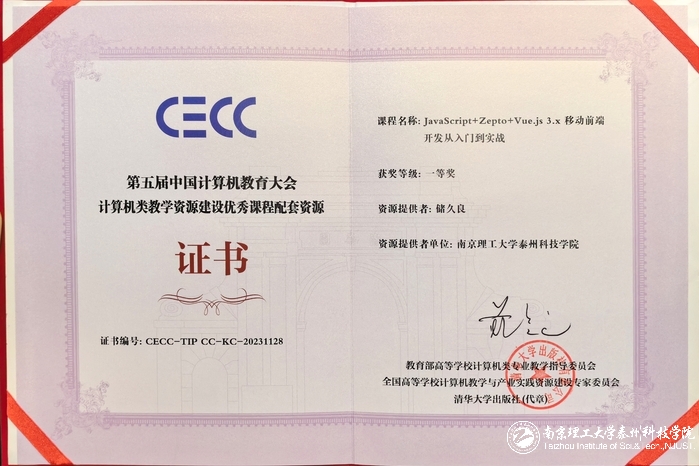 CECC
第五届中国计算机教育大会
计算机类教学资源建设优秀课程配套资源
证书
证书编号: CECC-TIP CC-KC-20231128
课程名称: JavaScript+Zepto+Vue.js 3.x 移动前端
开发从入门到实战
获奖等级: 一等奖
资源提供者: 储久良
资源提供者单位: 南京理工大学泰州科技学院
教育部高等学校计算机类专业教学指导委员会
全国高等学校计算机教学与产业实践资源建设专家委员会
清华大学出版社(代章)
大学出版社
南京理工大学泰州科技学院
Taizhou Institute of Sci.&Tech.,NJUST